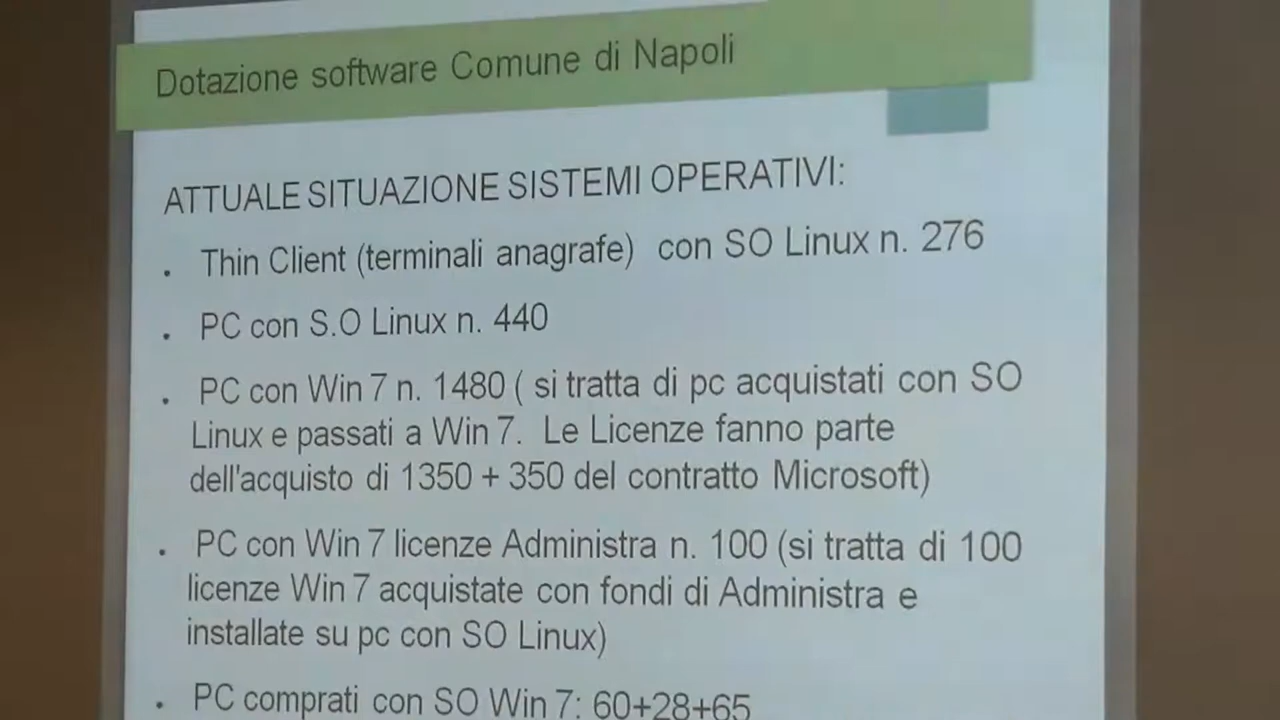 Dotazione software Comune di Napoli
ATTUALE SITUAZIONE SISTEMI OPERATIVI:
. Thin Client (terminali anagrafe) con SO Linux n. 276
. PC con S.O Linux n. 440
. PC con Win 7 n. 1480 ( si tratta di pc acquistati con SO
Linux e passati a Win 7. Le Licenze fanno parte
dell'acquisto di 1350 + 350 del contratto Microsoft)
. PC con Win 7 licenze Administra n. 100 (si tratta di 100
licenze Win 7 acquistate con fondi di Administra e
installate su pc con SO Linux)
. PC comprati con SO Win 7: 60+28+65